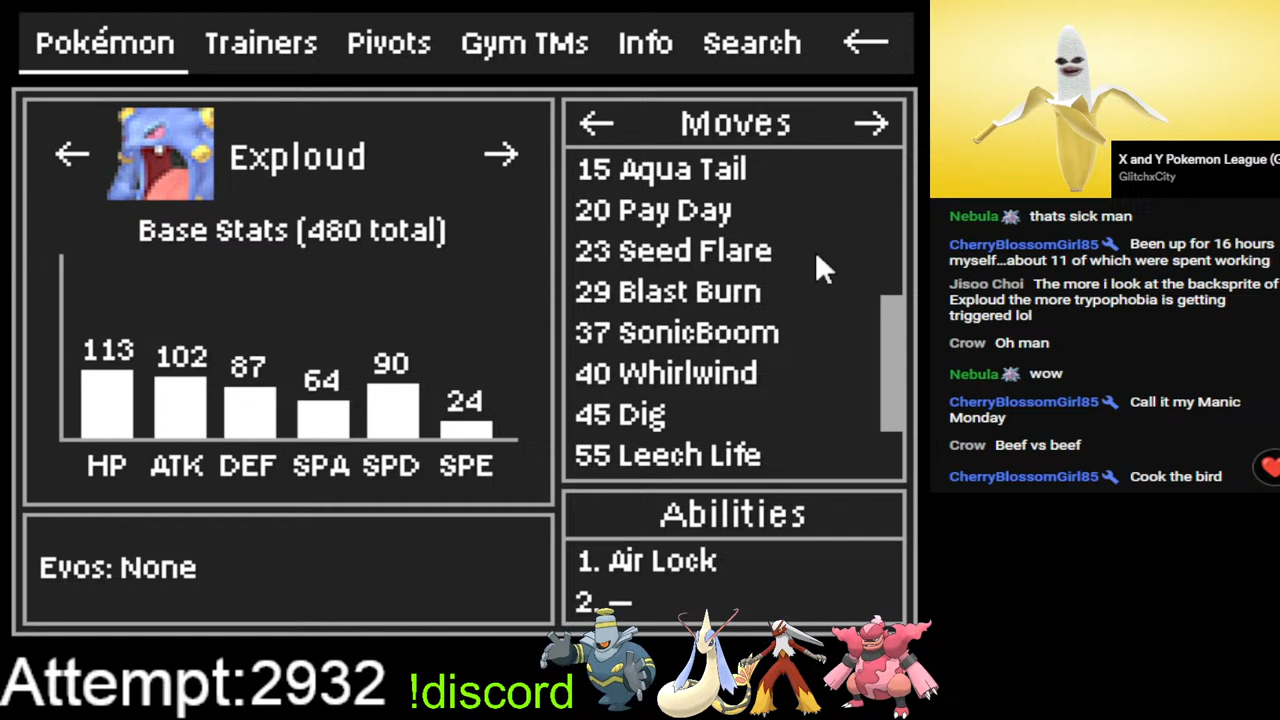 Pokémon Trainers Pivots Gym TMs Info Search
Exploud
Base Stats (480 total)
113 102 87 64 90 24
HP ATK DEF SPA SPD SPE
Evos: None
Moves
15 Aqua Tail
20 Pay Day
23 Seed Flare
29 Blast Burn
37 SonicBoom
40 Whirlwind
45 Dig
55 Leech Life
Abilities
1. Air Lock
2. —
Attempt:2932
!discord
X and Y Pokemon League (G
GlitchxCity
Nebula thats sick man
CherryBlossomGirl85 Been up for 16 hours
myself...about 11 of which were spent working
Jisoo Choi The more i look at the backsprite of
Exploud the more trypophobia is getting
triggered lol
Crow Oh man
Nebula wow
CherryBlossomGirl85 Call it my Manic
Monday
Crow Beef vs beef
CherryBlossomGirl85 Cook the bird